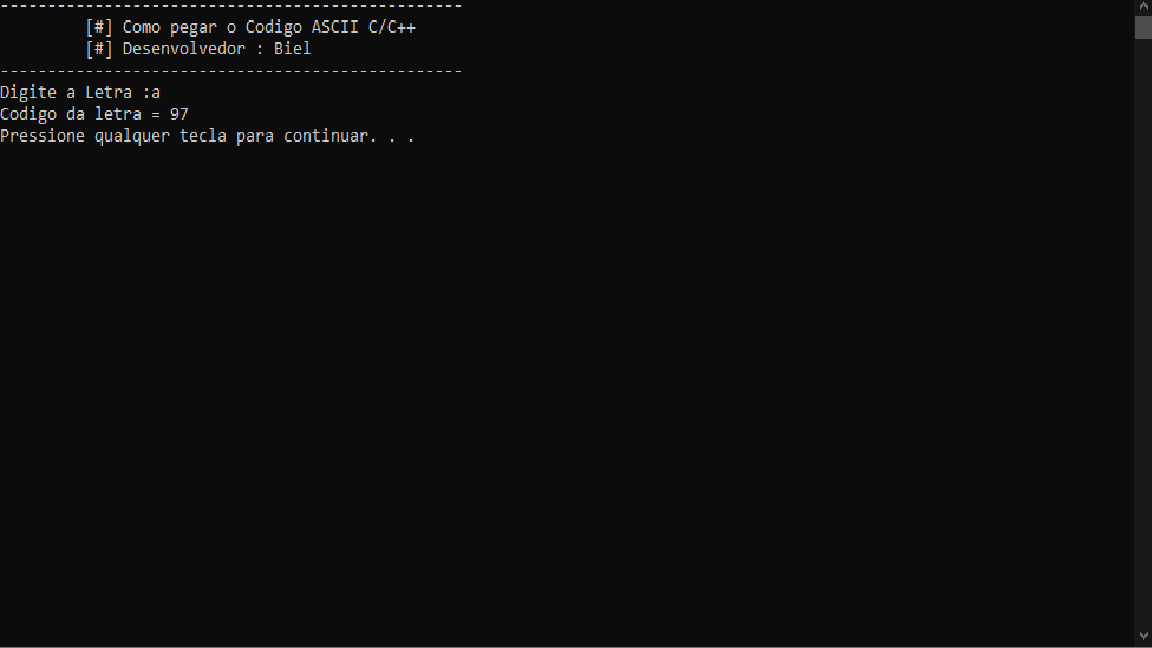 -------------------------------------------------
[#] Como pegar o Codigo ASCII C/C++
[#] Desenvolvedor : Biel
-------------------------------------------------
Digite a Letra :a
Codigo da letra = 97
Pressione qualquer tecla para continuar. . .